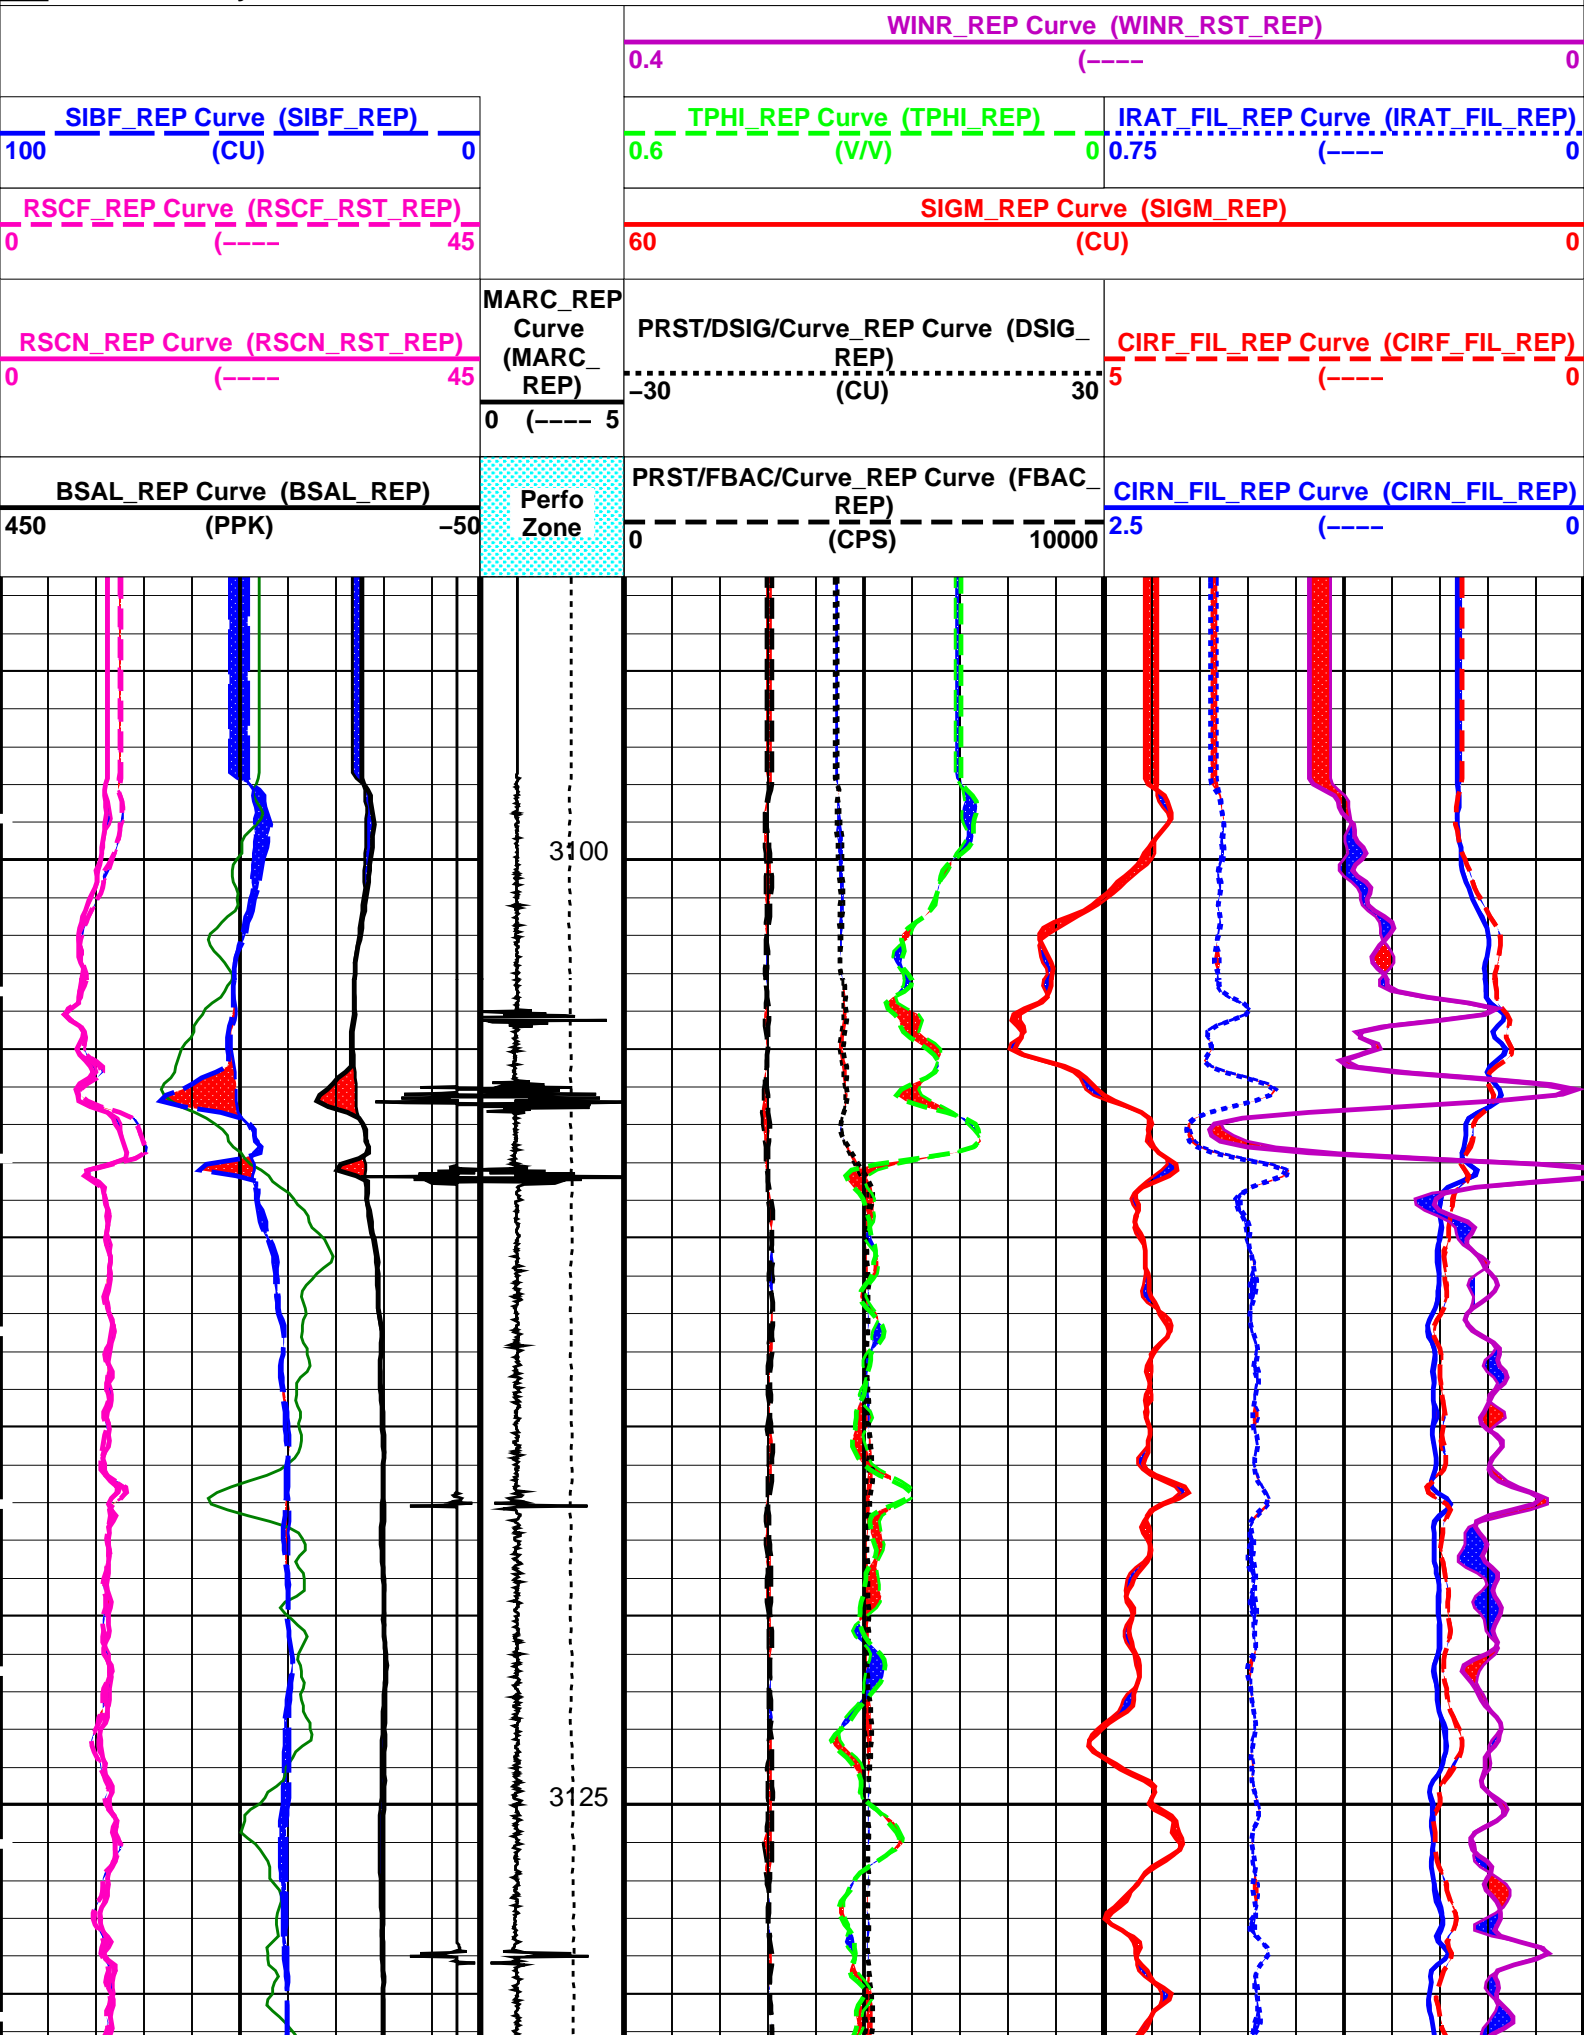 WINR_REP Curve (WINR_RST_REP)
0.4 (---- 0
SIBF_REP Curve (SIBF_REP)
100 (CU) 0
TPHI_REP Curve (TPHI_REP)
0.6 (V/V) 0
IRAT_FIL_REP Curve (IRAT_FIL_REP)
0.75 (---- 0
RSCF_REP Curve (RSCF_RST_REP)
0 (---- 45
SIGM_REP Curve (SIGM_REP)
60 (CU) 0
RSCN_REP Curve (RSCN_RST_REP)
0 (---- 45
MARC_REP
Curve
(MARC_
REP)
0 (---- 5
PRST/DSIG/Curve_REP Curve (DSIG_
REP)
-30 (CU) 30
CIRF_FIL_REP Curve (CIRF_FIL_REP)
5 (---- 0
BSAL_REP Curve (BSAL_REP)
450 (PPK) -50
Perfo
Zone
PRST/FBAC/Curve_REP Curve (FBAC_
REP)
0 (CPS) 10000
CIRN_FIL_REP Curve (CIRN_FIL_REP)
2.5 (---- 0
3100
3125